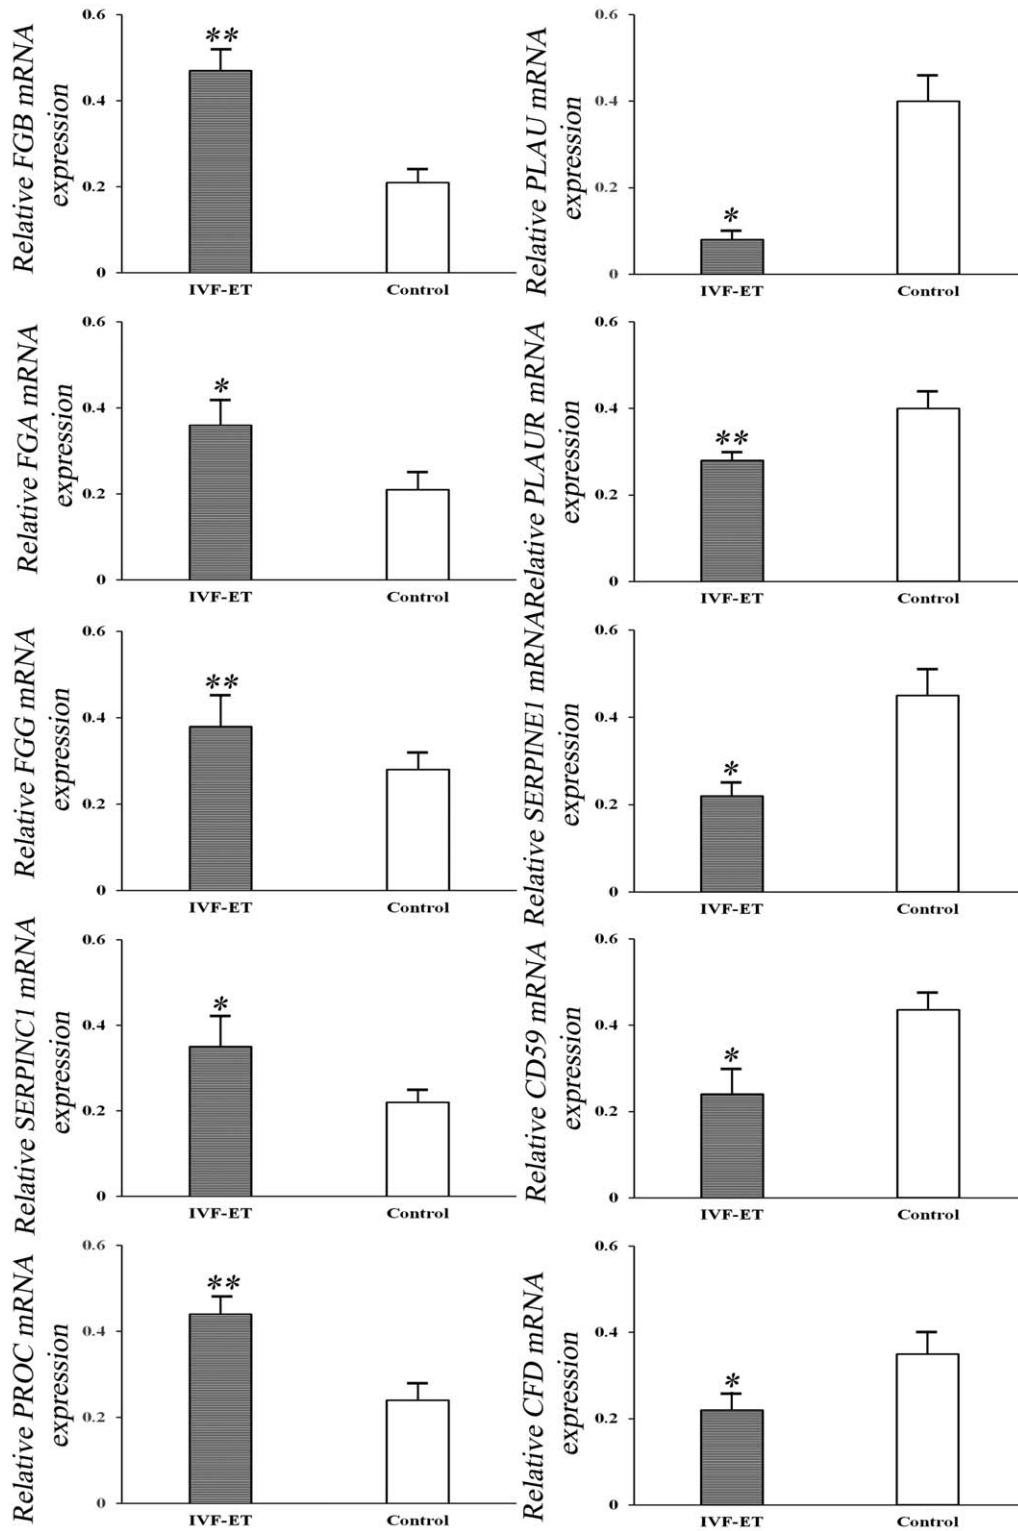 Relative FGB mRNA
expression
0.6
0.4
0.2
0
**
IVF-ET
Control
Relative PLAU mRNA
expression
0.6
0.4
0.2
0
*
IVF-ET
Control
Relative FGA mRNA
expression
0.6
0.4
0.2
0
*
IVF-ET
Control
Relative PLAUR mRNA
expression
0.6
0.4
0.2
0
**
IVF-ET
Control
Relative FGG mRNA
expression
0.6
0.4
0.2
0
**
IVF-ET
Control
Relative SERPINE1 mRNA
expression
0.6
0.4
0.2
0
*
IVF-ET
Control
Relative SERPINC1 mRNA
expression
0.6
0.4
0.2
0
*
IVF-ET
Control
Relative CD59 mRNA
expression
0.6
0.4
0.2
0
*
IVF-ET
Control
Relative PROC mRNA
expression
0.6
0.4
0.2
0
**
IVF-ET
Control
Relative CFD mRNA
expression
0.6
0.4
0.2
0
*
IVF-ET
Control